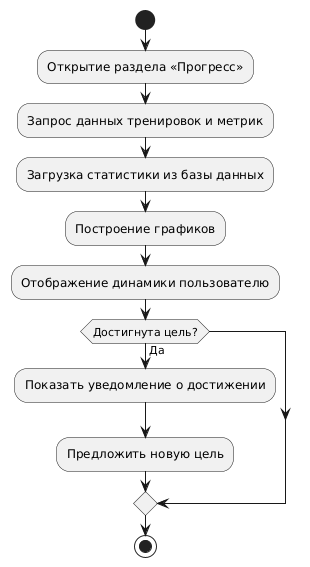 Открытие раздела «Прогресс»
Запрос данных тренировок и метрик
Загрузка статистики из базы данных
Построение графиков
Отображение динамики пользователю
Достигнута цель?
Да
Показать уведомление о достижении
Предложить новую цель